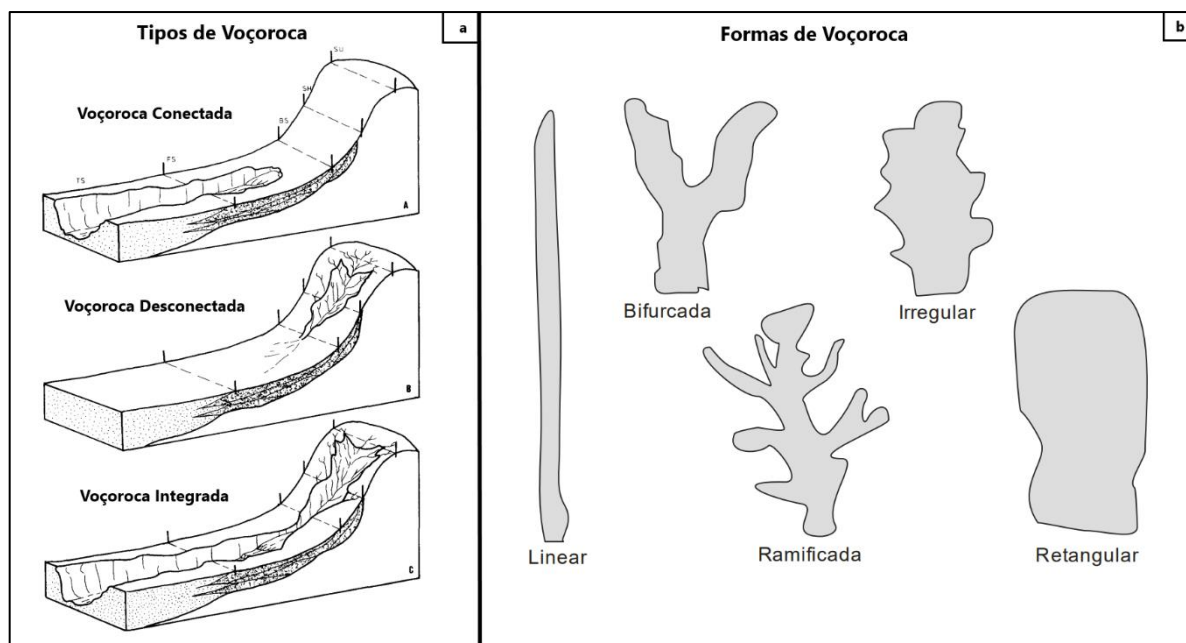 Tipos de Voçoroca
a
SU
SH
Voçoroca Conectada
BS
FS
TS
A
Voçoroca Desconectada
B
Voçoroca Integrada
C
Formas de Voçoroca
b
Bifurcada
Irregular
Linear
Ramificada
Retangular